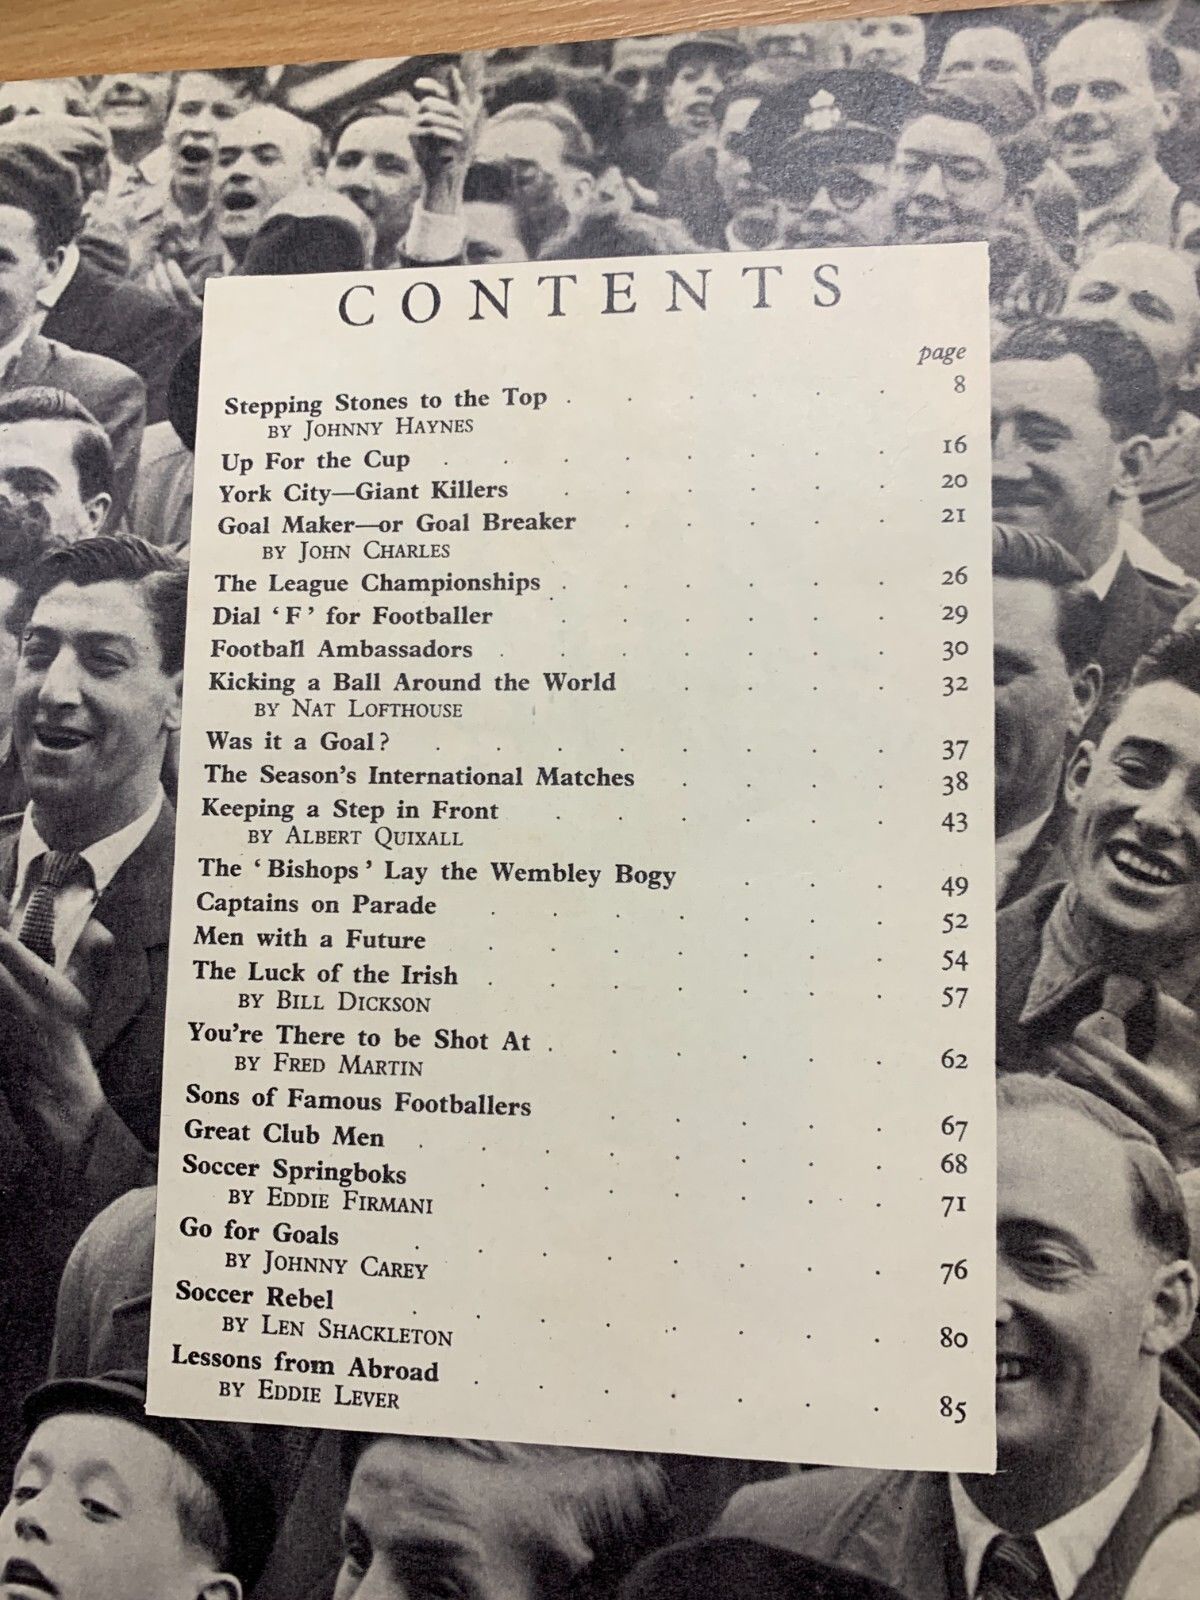 CONTENTS
page
Stepping Stones to the Top . . . . . . 8
BY JOHNNY HAYNES
Up For the Cup . . . . . . . . 16
York City—Giant Killers . . . . . . 20
Goal Maker—or Goal Breaker . . . . . 21
BY JOHN CHARLES
The League Championships . . . . . . 26
Dial ‘F’ for Footballer . . . . . . 29
Football Ambassadors . . . . . . . 30
Kicking a Ball Around the World . . . . 32
BY NAT LOFTHOUSE
Was it a Goal? . . . . . . . . 37
The Season's International Matches . . . . 38
Keeping a Step in Front . . . . . . 43
BY ALBERT QUIXALL
The ‘Bishops’ Lay the Wembley Bogy . . . 49
Captains on Parade . . . . . . . 52
Men with a Future . . . . . . . 54
The Luck of the Irish . . . . . . . 57
BY BILL DICKSON
You're There to be Shot At . . . . . . 62
BY FRED MARTIN
Sons of Famous Footballers . . . . . 67
Great Club Men . . . . . . . . 68
Soccer Springboks . . . . . . . 71
BY EDDIE FIRMANI
Go for Goals . . . . . . . . 76
BY JOHNNY CAREY
Soccer Rebel . . . . . . . . 80
BY LEN SHACKLETON
Lessons from Abroad . . . . . . . 85
BY EDDIE LEVER